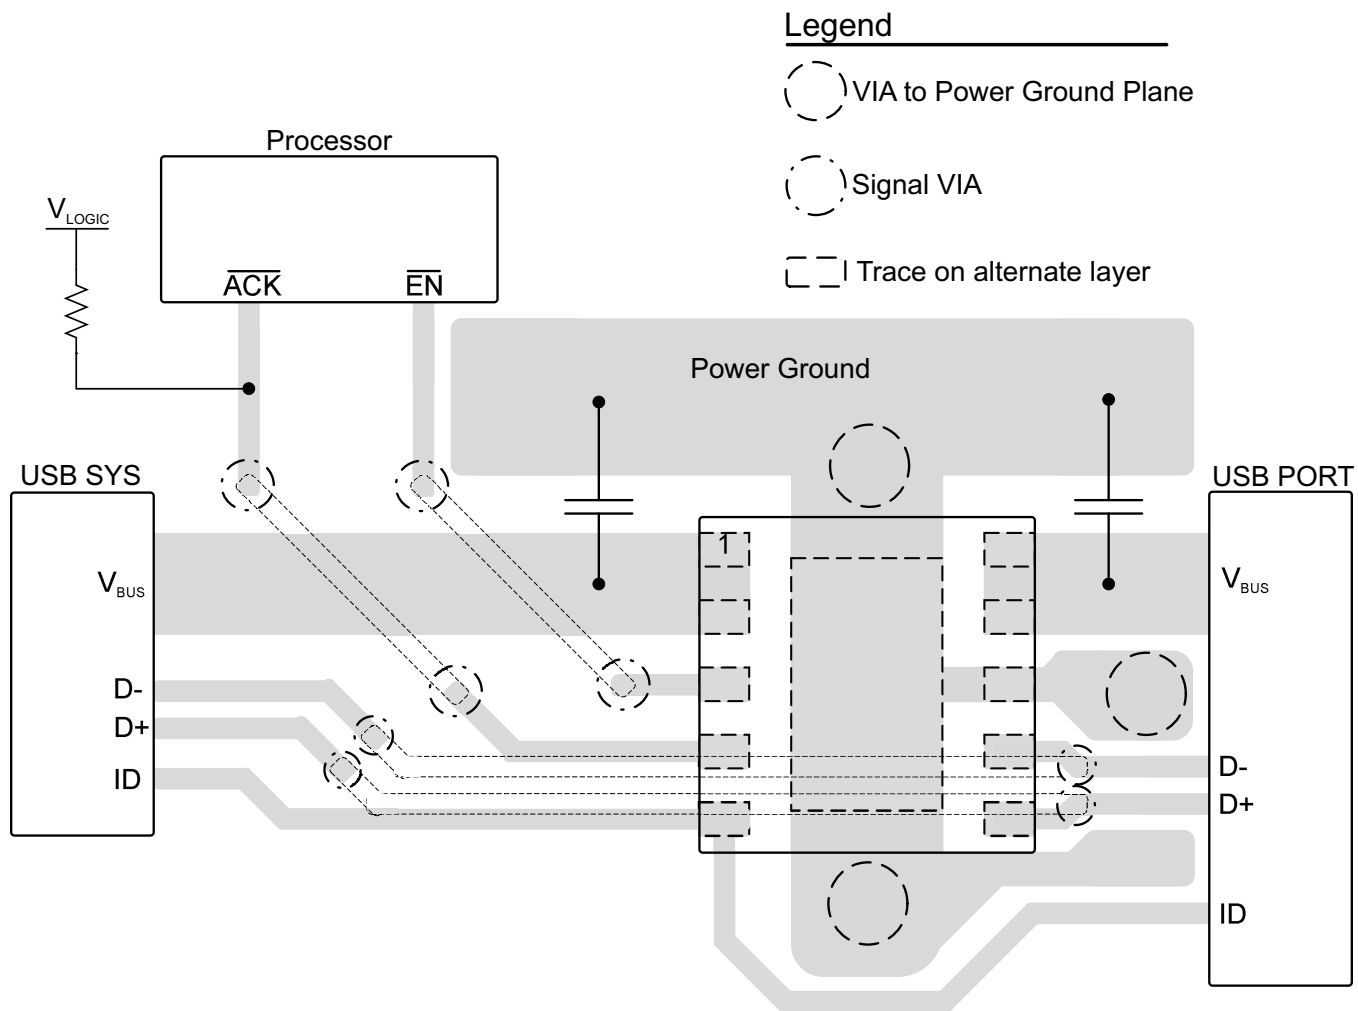 Legend
VIA to Power Ground Plane
Signal VIA
Trace on alternate layer
Processor
VLOGIC
ACK
EN
Power Ground
USB SYS
USB PORT
1
VBUS
VBUS
D-
D+
ID
D-
D+
ID